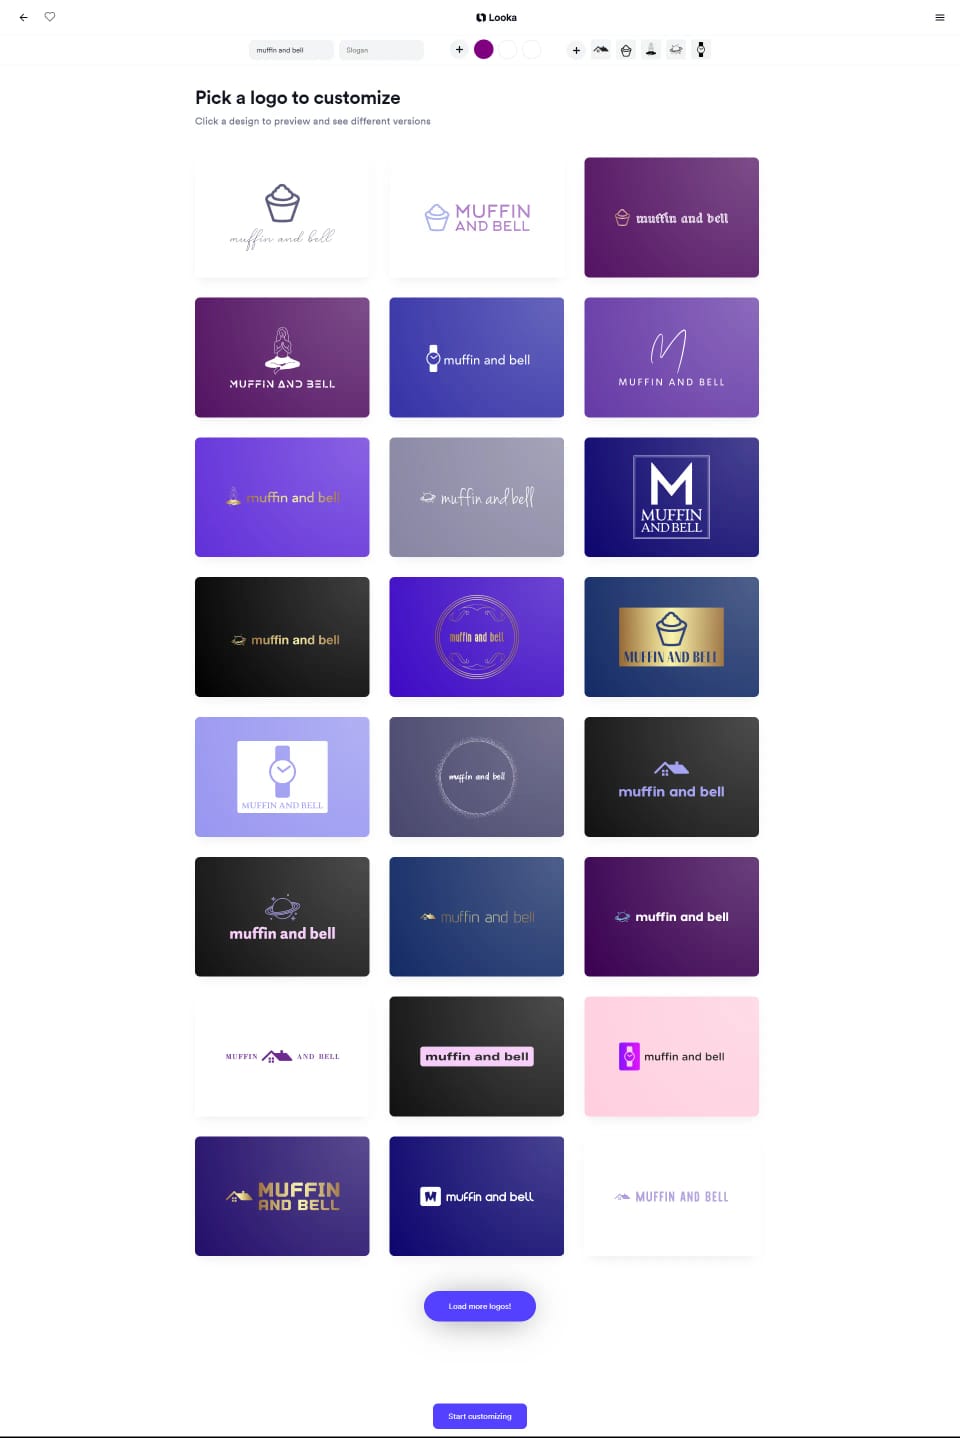 Looka
muffin and bell
Slogan
Pick a logo to customize
Click a design to preview and see different versions
muffin and bell
MUFFIN
AND BELL
muffin and bell
MUFFIN AND BELL
muffin and bell
M
MUFFIN AND BELL
muffin and bell
muffin and bell
M
MUFFIN
AND BELL
muffin and bell
muffin and bell
MUFFIN AND BELL
MUFFIN AND BELL
muffin and bell
muffin and bell
muffin and bell
muffin and bell
muffin and bell
MUFFIN AND BELL
muffin and bell
muffin and bell
MUFFIN
AND BELL
M muffin and bell
MUFFIN AND BELL
Load more logos!
Start customizing